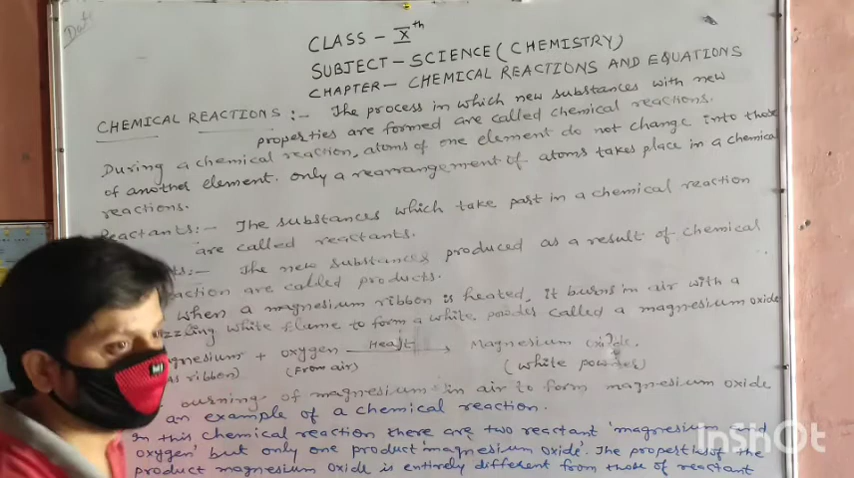 CLASS - Xth
SUBJECT - SCIENCE (CHEMISTRY)
CHAPTER - CHEMICAL REACTIONS AND EQUATIONS
CHEMICAL REACTIONS :- The process in which new substances with new
properties are formed are called chemical reactions.
During a chemical reaction, atoms of one element do not change into those
of another element. only a rearrangement of atoms takes place in a chemica
reactions.
Reactants:- The substances which take part in a chemical reaction
are called reactants.
ts:- The new substances produced as a result of chemical
action are called products.
when a magnesium ribbon is heated, it burns in air with a
zzling white flame to form a white powder called a magnesium oxide
gnesium + oxygen Heat Magnesium oxide.
ribbon) (From air) (white powder)
burning of magnesium in air to form magnesium oxide
an example of a chemical reaction.
In this chemical reaction there are two reactant 'magnesium and
oxygen' but only one product 'magnesium oxide'. The properties of the
product magnesium oxide is entirely different from those of reactant
InShOt